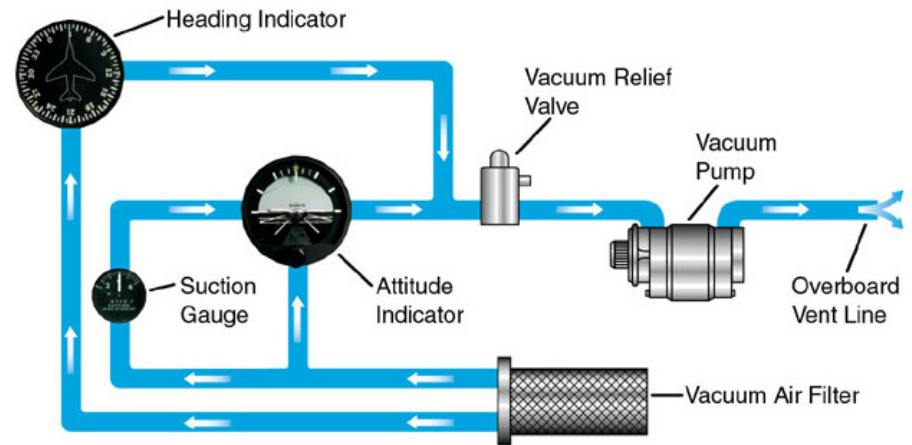 Heading Indicator
Vacuum Relief
Valve
Vacuum
Pump
Suction
Gauge
Attitude
Indicator
Overboard
Vent Line
Vacuum Air Filter